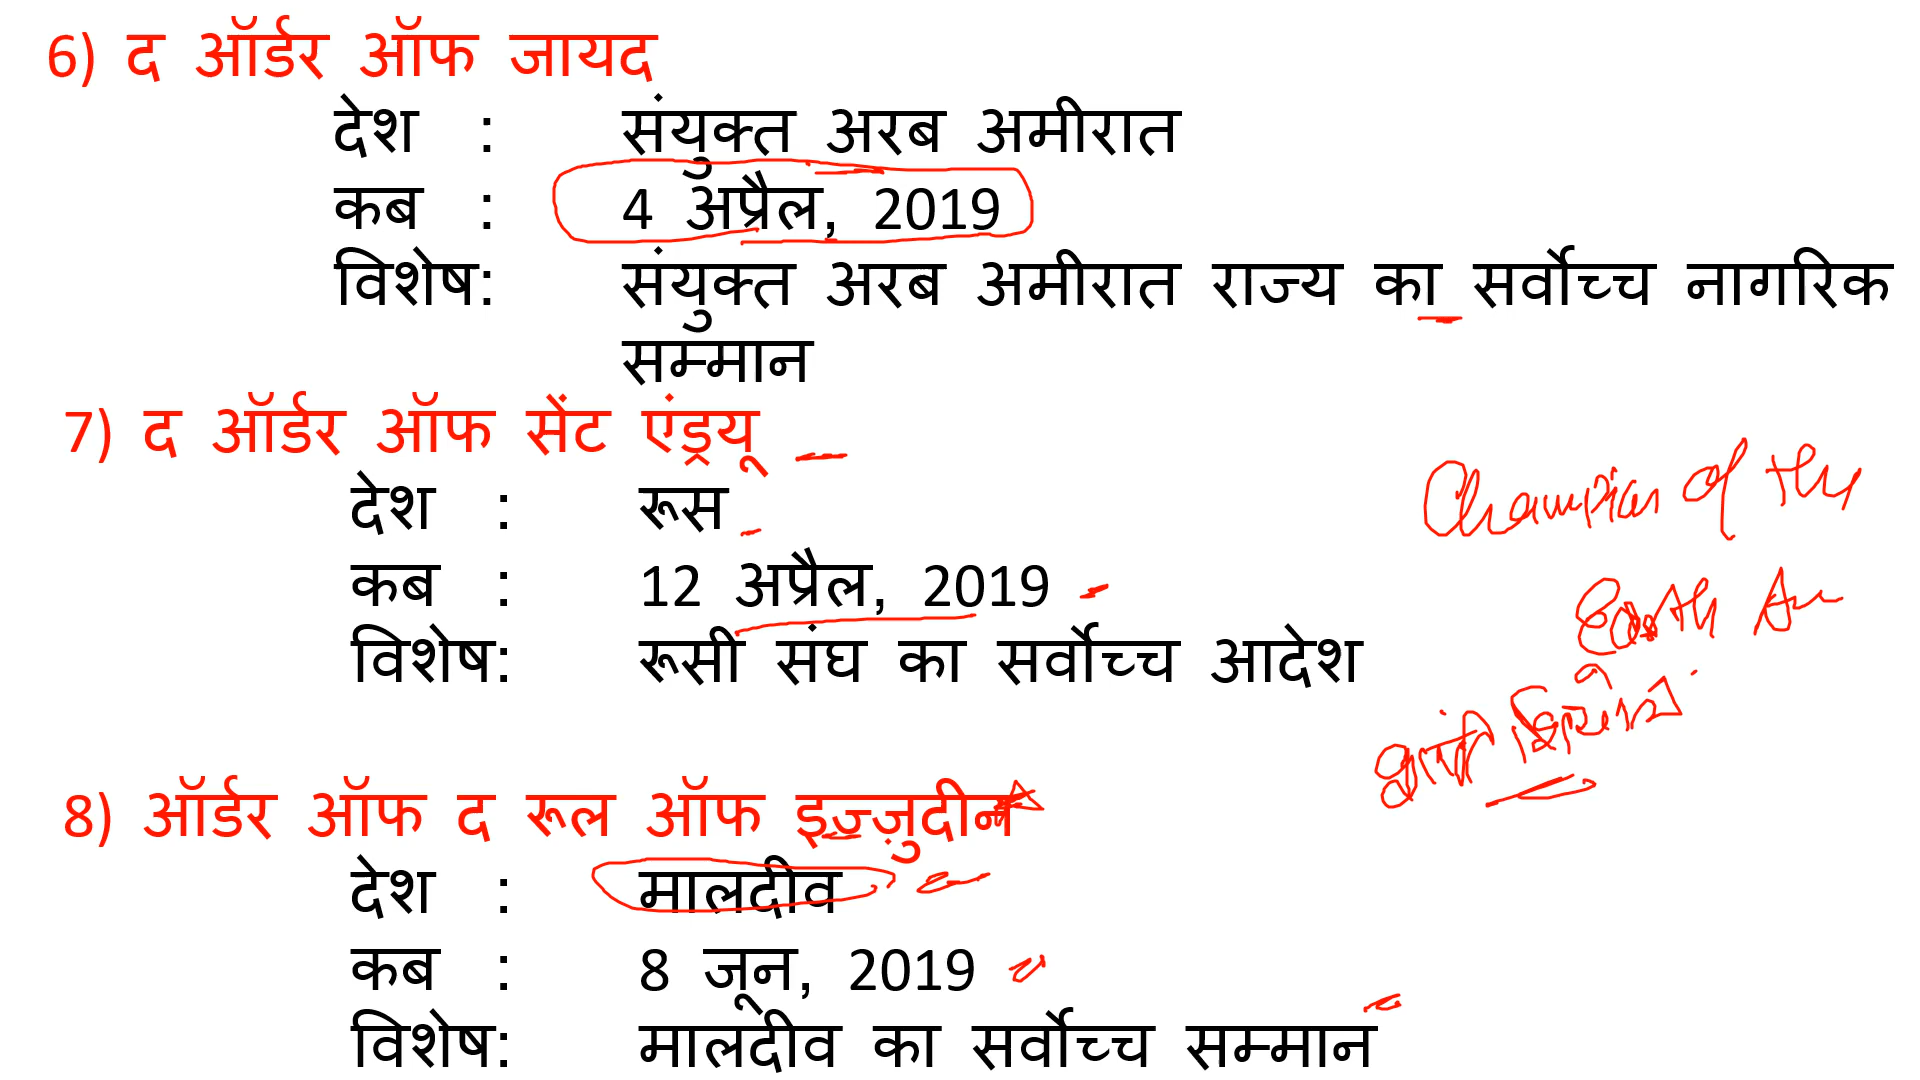 6) द ऑर्डर ऑफ जायद
देश : संयुक्त अरब अमीरात
कब : 4 अप्रैल, 2019
विशेष: संयुक्त अरब अमीरात राज्य का सर्वोच्च नागरिक
सम्मान
7) द ऑर्डर ऑफ सेंट एंड्रयू
देश : रूस
कब : 12 अप्रैल, 2019
विशेष: रूसी संघ का सर्वोच्च आदेश
Champion of the
Earth
8) ऑर्डर ऑफ द रूल ऑफ इज़्ज़ुदीन
देश : मालदीव
कब : 8 जून, 2019
विशेष: मालदीव का सर्वोच्च सम्मान